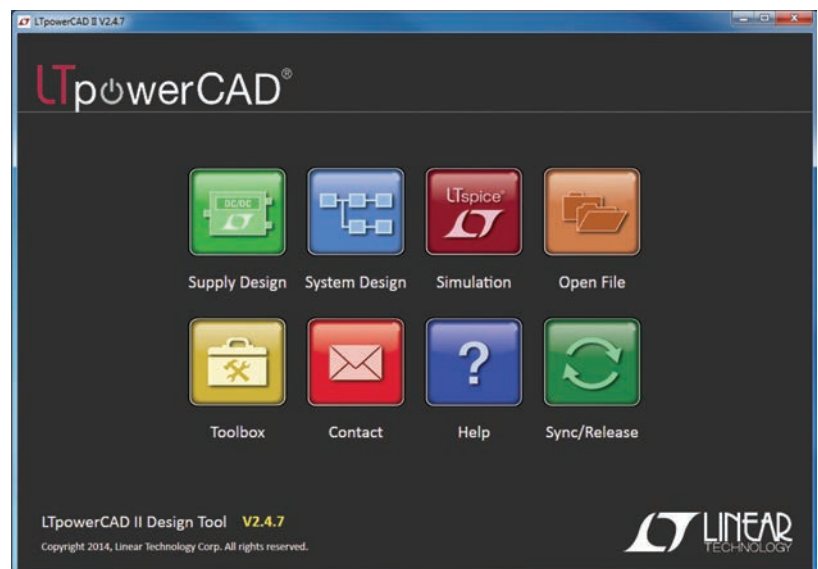 LTpowerCAD II V2.4.7
LTpowerCAD®
DC/DC
LTspice®
Supply Design System Design Simulation Open File
?
Toolbox Contact Help Sync/Release
LTpowerCAD II Design Tool V2.4.7
Copyright 2014, Linear Technology Corp. All rights reserved.
LINEAR
TECHNOLOGY